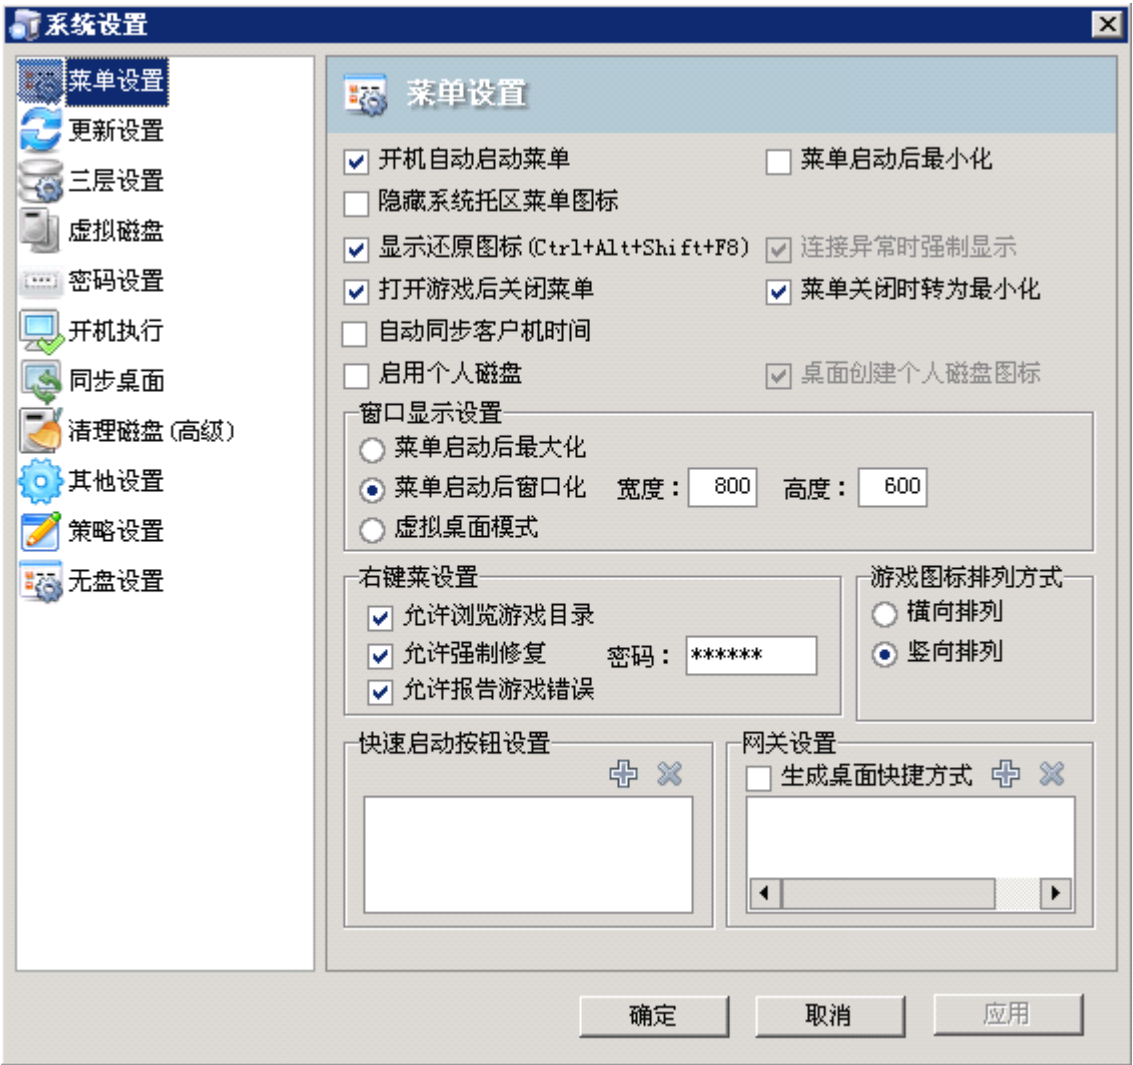 系统设置
菜单设置
更新设置
三层设置
虚拟磁盘
密码设置
开机执行
同步桌面
清理磁盘(高级)
其他设置
策略设置
无盘设置
菜单设置
开机自动启动菜单 菜单启动后最小化
隐藏系统托区菜单图标
显示还原图标(Ctrl+Alt+Shift+F8) 连接异常时强制显示
打开游戏后关闭菜单 菜单关闭时转为最小化
自动同步客户机时间
启用个人磁盘 桌面创建个人磁盘图标
窗口显示设置
菜单启动后最大化
菜单启动后窗口化 宽度： 800 高度： 600
虚拟桌面模式
右键菜设置
允许浏览游戏目录
允许强制修复 密码： ******
允许报告游戏错误
游戏图标排列方式
横向排列
竖向排列
快速启动按钮设置
网关设置
生成桌面快捷方式
确定 取消 应用